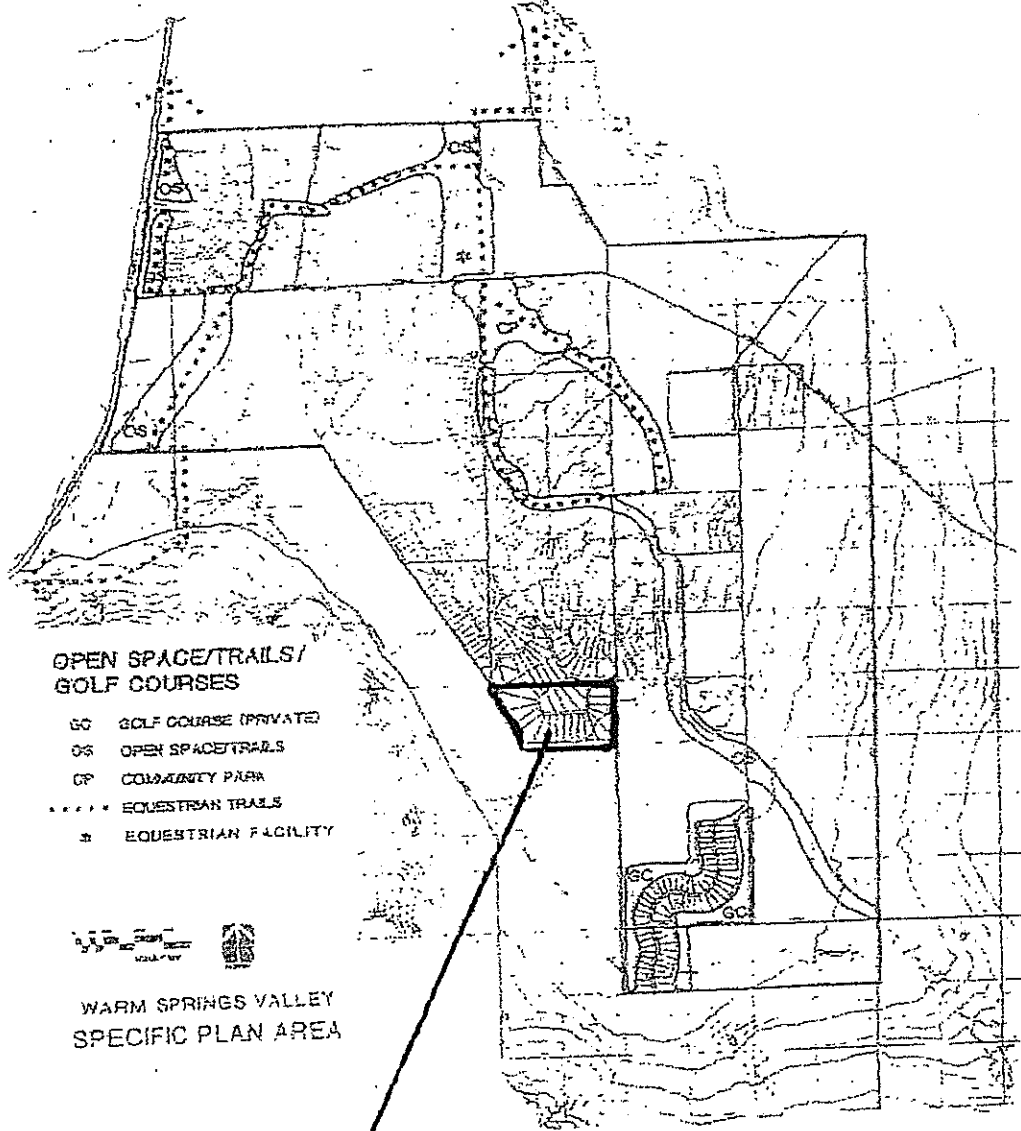 OS
OS
OS
OPEN SPACE/TRAILS/
GOLF COURSES
GC GOLF COURSE (PRIVATE)
OS OPEN SPACE/TRAILS
CP COMMUNITY PARK
EQUESTRIAN TRAILS
EQUESTRIAN FACILITY
GC
GC
WARM SPRINGS VALLEY
SPECIFIC PLAN AREA